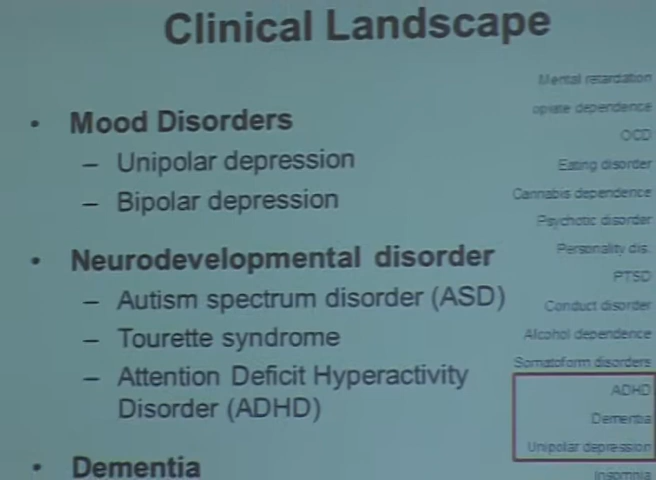 Clinical Landscape
• Mood Disorders
– Unipolar depression
– Bipolar depression
• Neurodevelopmental disorder
– Autism spectrum disorder (ASD)
– Tourette syndrome
– Attention Deficit Hyperactivity
Disorder (ADHD)
• Dementia
Mental retardation
opiate dependence
OCD
Eating disorder
Cannabis dependence
Psychotic disorder
Personality dis.
PTSD
Conduct disorder
Alcohol dependence
Somatoform disorders
ADHD
Dementia
Unipolar depression
Insomnia